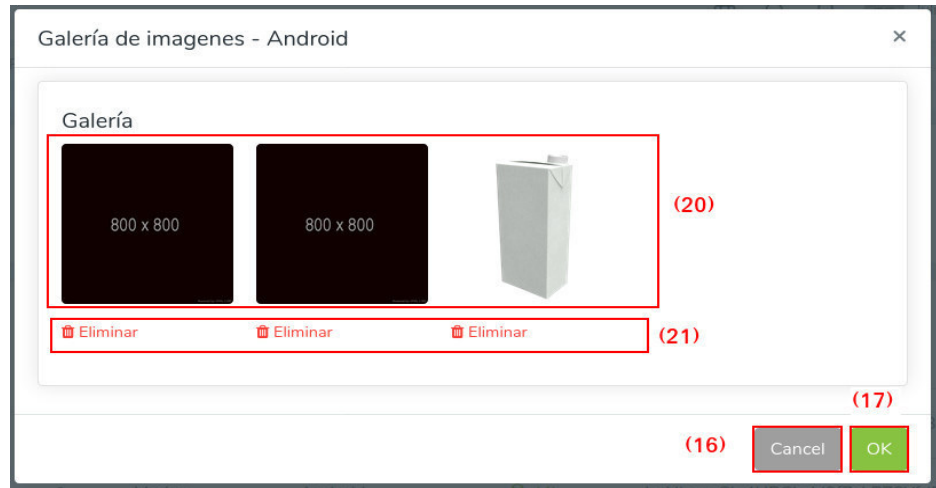 Galería de imagenes - Android ×
Galería
800 x 800 800 x 800
(20)
Eliminar Eliminar Eliminar (21)
(17)
(16) Cancel OK